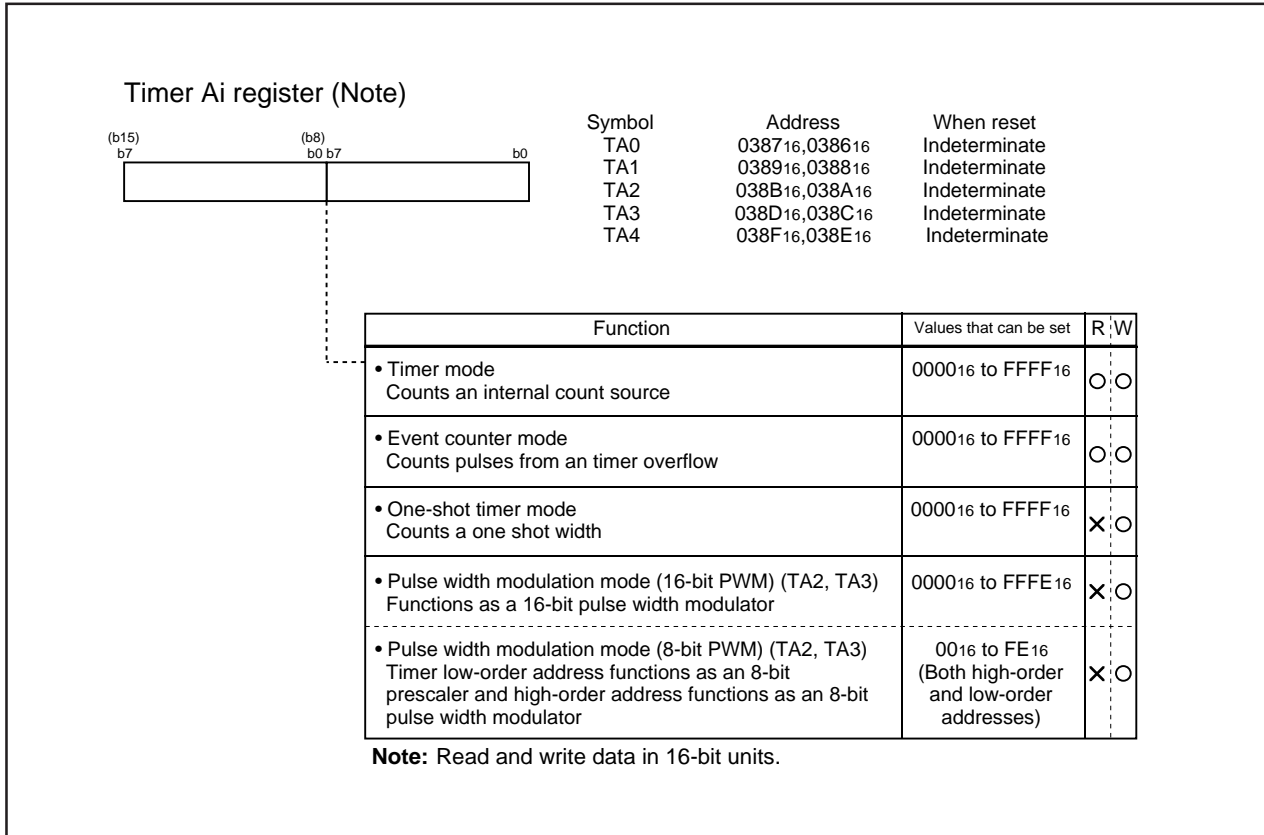 Timer Ai register (Note)
(b15) (b8)
b7 b0 b7 b0
Symbol Address When reset
TA0 038716,038616 Indeterminate
TA1 038916,038816 Indeterminate
TA2 038B16,038A16 Indeterminate
TA3 038D16,038C16 Indeterminate
TA4 038F16,038E16 Indeterminate
Function Values that can be set R W
• Timer mode 000016 to FFFF16
Counts an internal count source
• Event counter mode 000016 to FFFF16
Counts pulses from an timer overflow
• One-shot timer mode 000016 to FFFF16
Counts a one shot width
• Pulse width modulation mode (16-bit PWM) (TA2, TA3) 000016 to FFFE16
Functions as a 16-bit pulse width modulator
• Pulse width modulation mode (8-bit PWM) (TA2, TA3) 0016 to FE16
Timer low-order address functions as an 8-bit (Both high-order
prescaler and high-order address functions as an 8-bit and low-order
pulse width modulator addresses)
Note: Read and write data in 16-bit units.